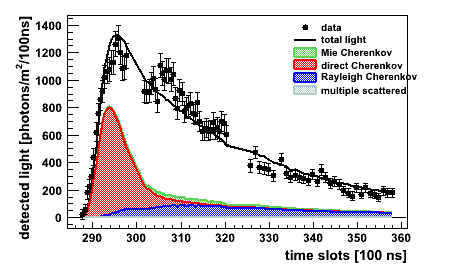 detected light [photons/m²/100ns]
1400
1200
1000
800
600
400
200
0
data
total light
Mie Cherenkov
direct Cherenkov
Rayleigh Cherenkov
multiple scattered
290 300 310 320 330 340 350 360
time slots [100 ns]